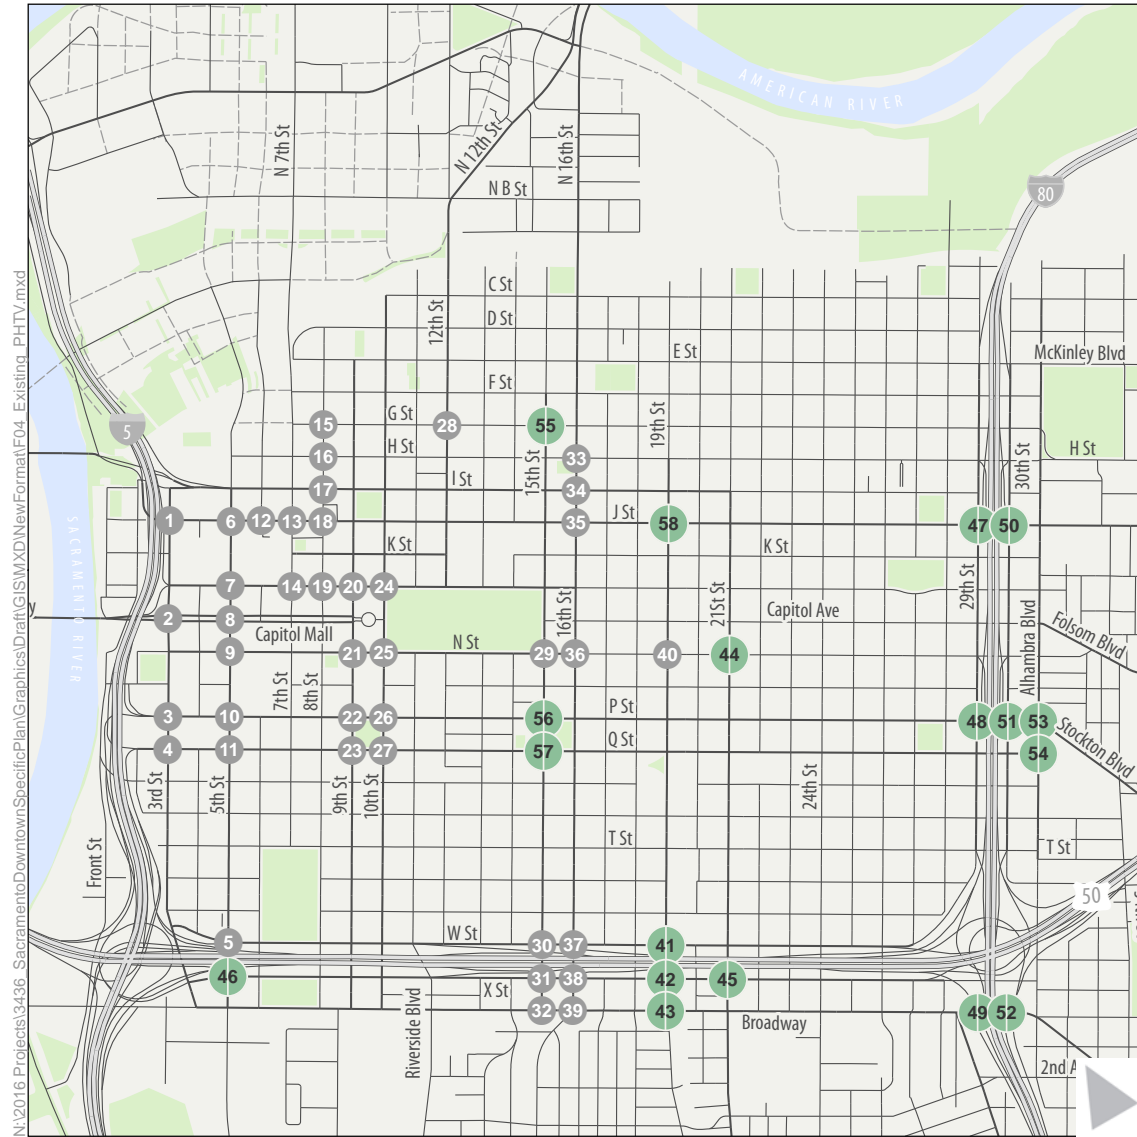 N:\2016 Projects\3436_SacramentoDowntownSpecificPlan\Graphics\Draft\GIS\MXD\NewFormat\F04_Existing_PHTV.mxd
AMERICAN RIVER
N 7th St
N 12th St
N 16th St
N B St
80
C St
12th St
D St
E St
McKinley Blvd
F St
G St
15
28
55
5
19th St
H St
H St
16
33
I St
15th St
30th St
17
34
J St
1
6
12
13
18
35
58
47
50
SACRAMENTO RIVER
K St
K St
7
14
19
20
24
29th St
16th St
21St St
Capitol Ave
Alhambra Blvd
2
8
Capitol Mall
N St
Folsom Blvd
9
21
25
29
36
40
44
7th St
8th St
P St
3
10
22
26
56
48
51
53
Stockton Blvd
Q St
4
11
23
27
57
54
3rd St
5th St
9th St
10th St
24th St
Front St
T St
T St
50
W St
5
30
37
41
46
X St
31
38
42
45
Riverside Blvd
32
39
43
Broadway
49
52
2nd A